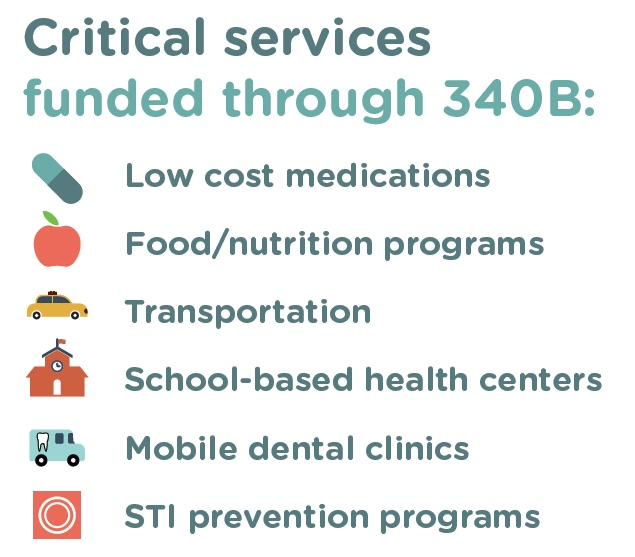 Critical services
funded through 340B:
Low cost medications
Food/nutrition programs
Transportation
School-based health centers
Mobile dental clinics
STI prevention programs